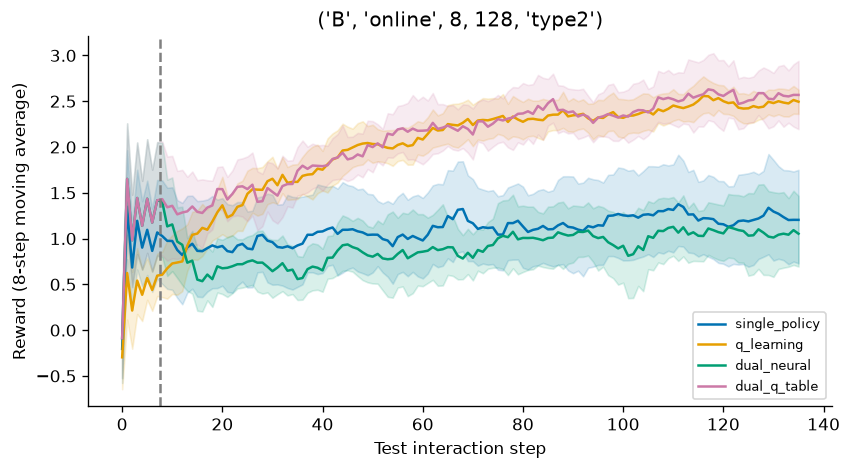 ('B', 'online', 8, 128, 'type2')
Reward (8-step moving average)
3.0
2.5
2.0
1.5
1.0
0.5
0.0
−0.5
0 20 40 60 80 100 120 140
Test interaction step
single_policy
q_learning
dual_neural
dual_q_table